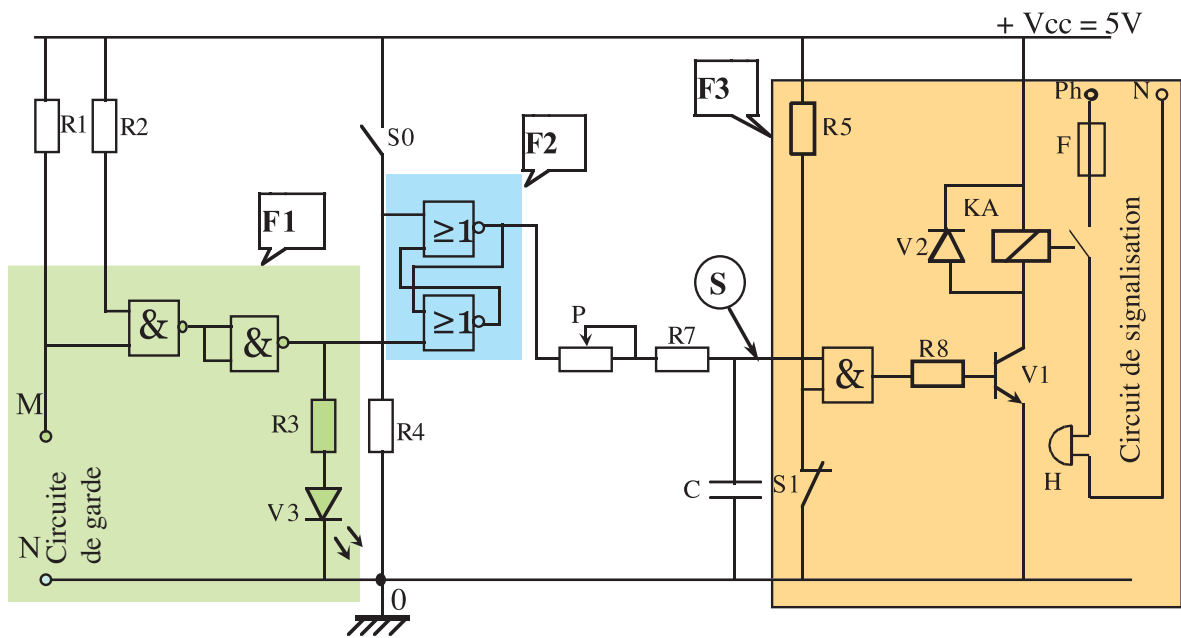 + Vcc = 5V
R1
R2
S0
F2
F3
R5
Ph
N
F
KA
V2
F1
&
&
≥1
≥1
S
P
R7
&
R8
V1
M
R3
R4
C
S1
H
V3
N
Circuite
de garde
Circuit de signalisation
0